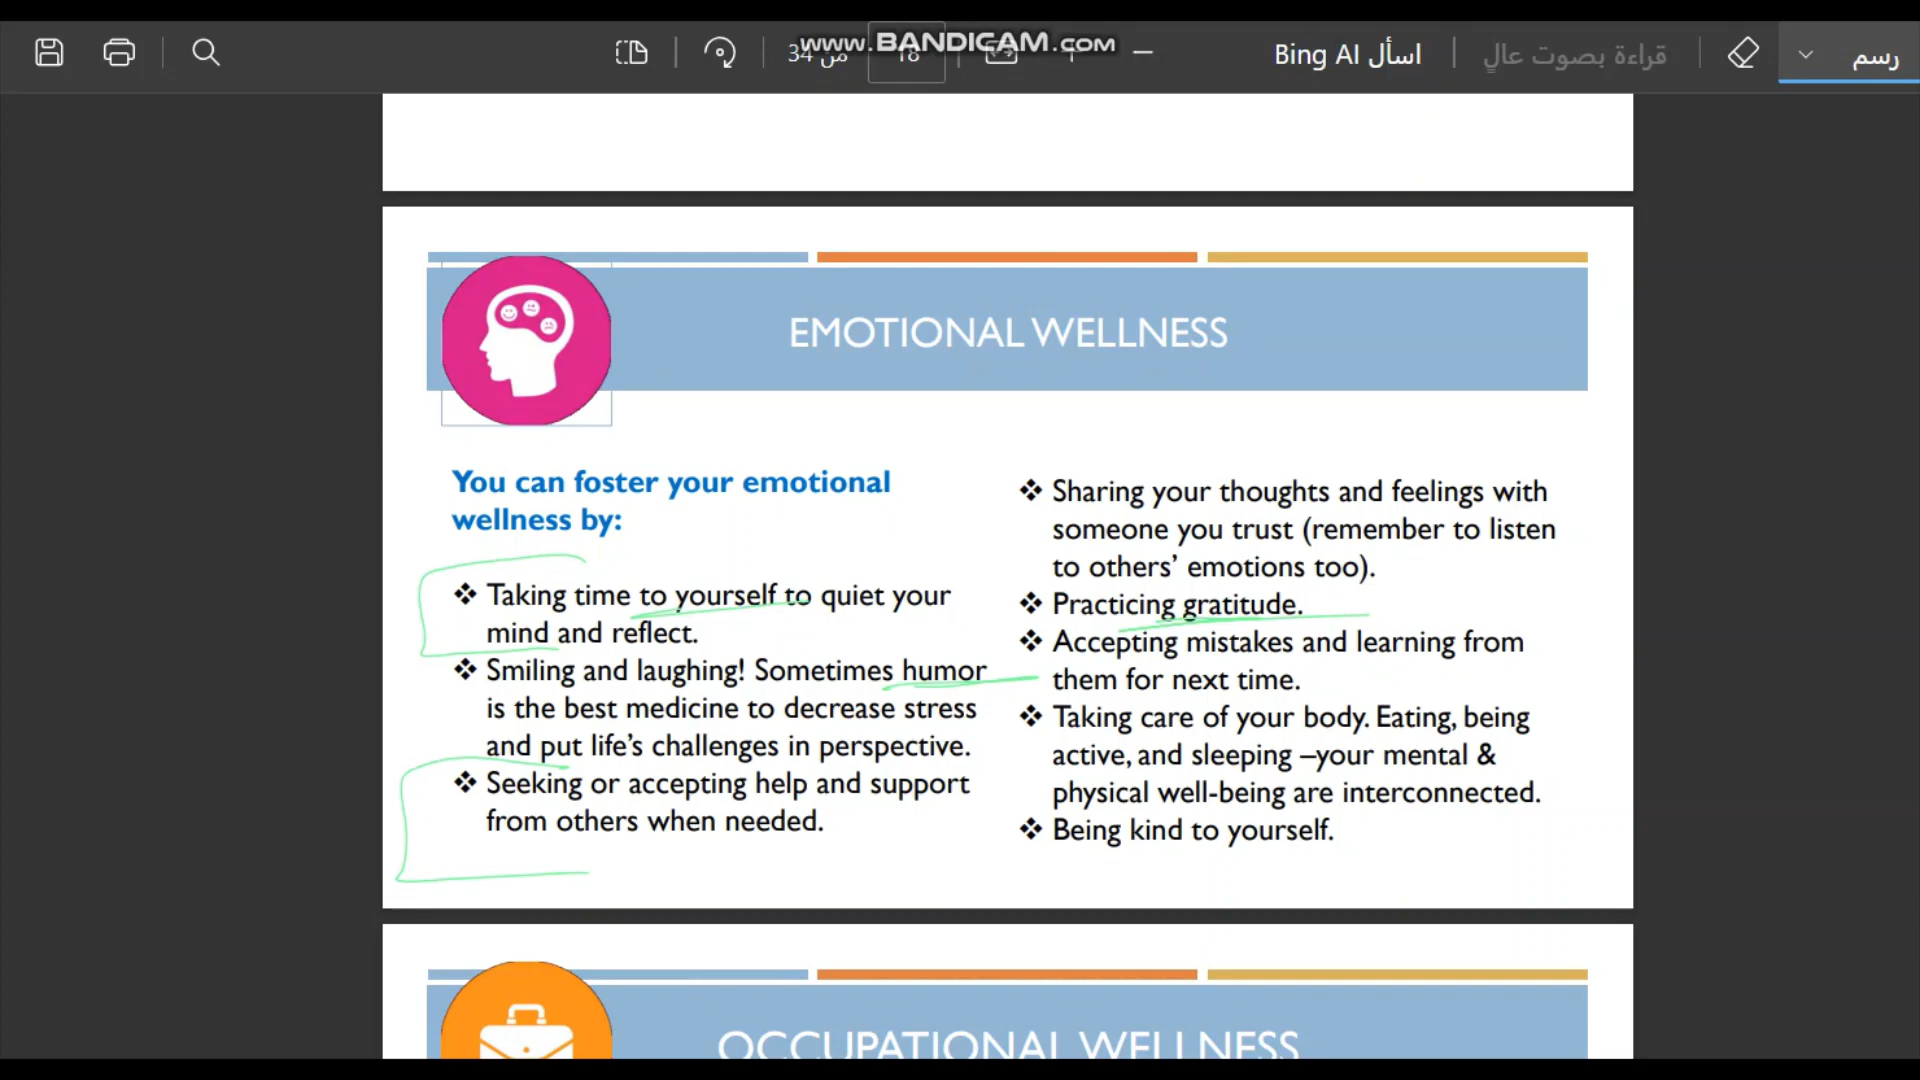 www.BANDICAM.com
34 من
18
اسأل Bing AI
قراءة بصوت عالٍ
رسم
EMOTIONAL WELLNESS
You can foster your emotional
wellness by:
❖ Taking time to yourself to quiet your
mind and reflect.
❖ Smiling and laughing! Sometimes humor
is the best medicine to decrease stress
and put life’s challenges in perspective.
❖ Seeking or accepting help and support
from others when needed.
❖ Sharing your thoughts and feelings with
someone you trust (remember to listen
to others’ emotions too).
❖ Practicing gratitude.
❖ Accepting mistakes and learning from
them for next time.
❖ Taking care of your body. Eating, being
active, and sleeping –your mental &
physical well-being are interconnected.
❖ Being kind to yourself.
OCCUPATIONAL WELLNESS